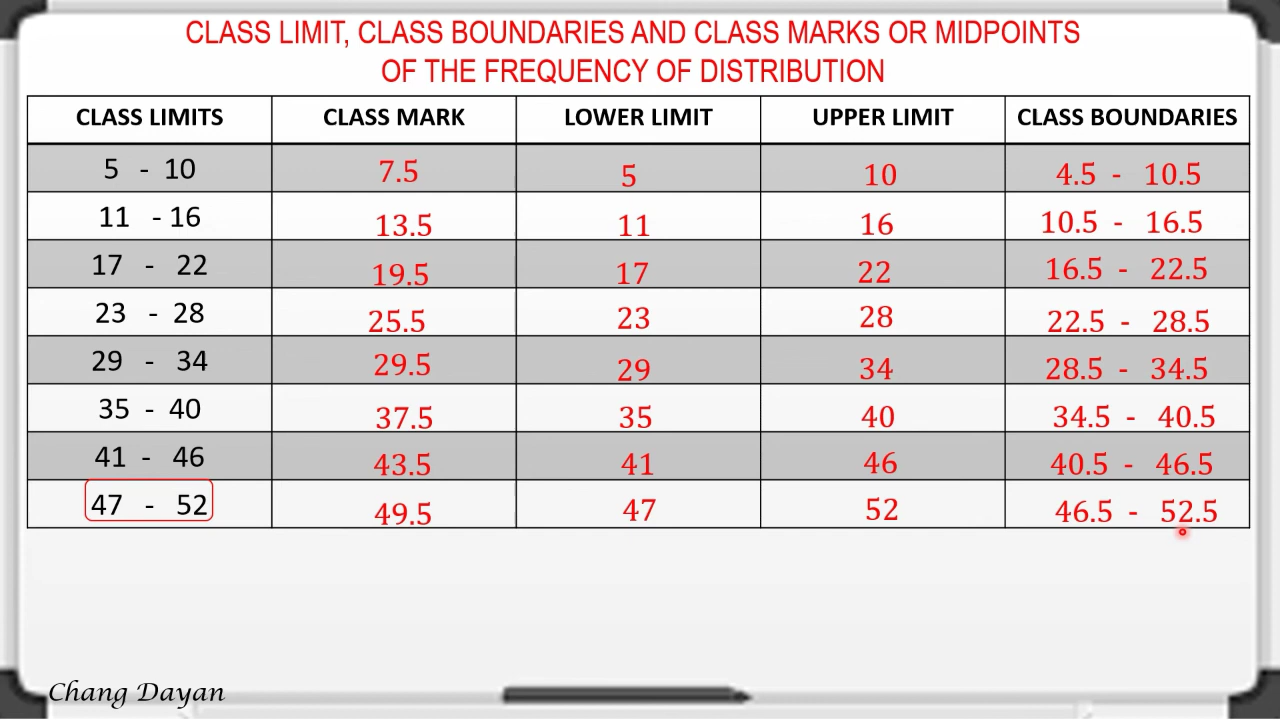 CLASS LIMIT, CLASS BOUNDARIES AND CLASS MARKS OR MIDPOINTS
OF THE FREQUENCY OF DISTRIBUTION
CLASS LIMITS CLASS MARK LOWER LIMIT UPPER LIMIT CLASS BOUNDARIES
5 - 10 7.5 5 10 4.5 - 10.5
11 - 16 13.5 11 16 10.5 - 16.5
17 - 22 19.5 17 22 16.5 - 22.5
23 - 28 25.5 23 28 22.5 - 28.5
29 - 34 29.5 29 34 28.5 - 34.5
35 - 40 37.5 35 40 34.5 - 40.5
41 - 46 43.5 41 46 40.5 - 46.5
47 - 52 49.5 47 52 46.5 - 52.5
Chang Dayan